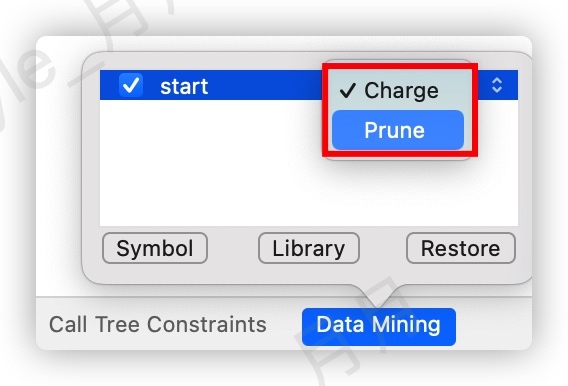 start
Charge
Prune
Symbol Library Restore
Call Tree Constraints Data Mining